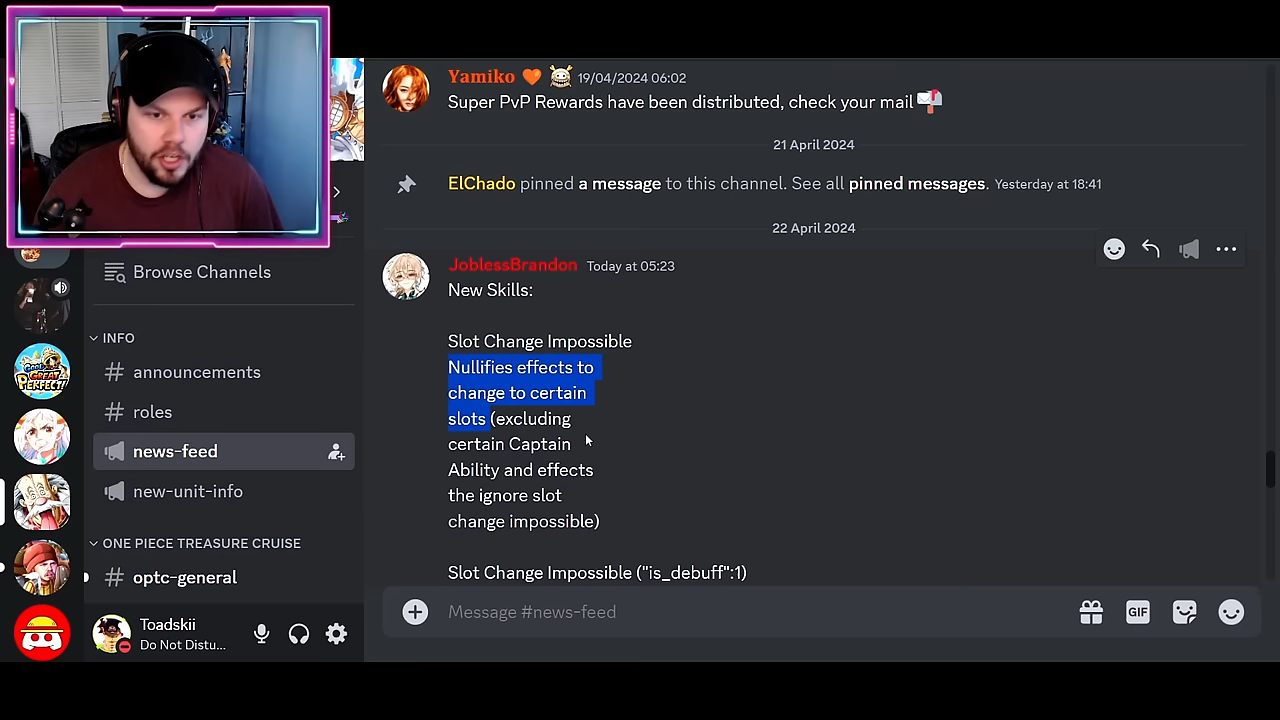 Yamiko 🧡 19/04/2024 06:02
Super PvP Rewards have been distributed, check your mail 📬
21 April 2024
ElChado pinned a message to this channel. See all pinned messages. Yesterday at 18:41
22 April 2024
JoblessBrandon Today at 05:23
New Skills:
Slot Change Impossible
Nullifies effects to
change to certain
slots (excluding
certain Captain
Ability and effects
the ignore slot
change impossible)
Slot Change Impossible ("is_debuff":1)
Message #news-feed
GIF
Browse Channels
INFO
announcements
roles
news-feed
new-unit-info
ONE PIECE TREASURE CRUISE
optc-general
Toadskii
Do Not Distu...
GREAT
PERFECT!